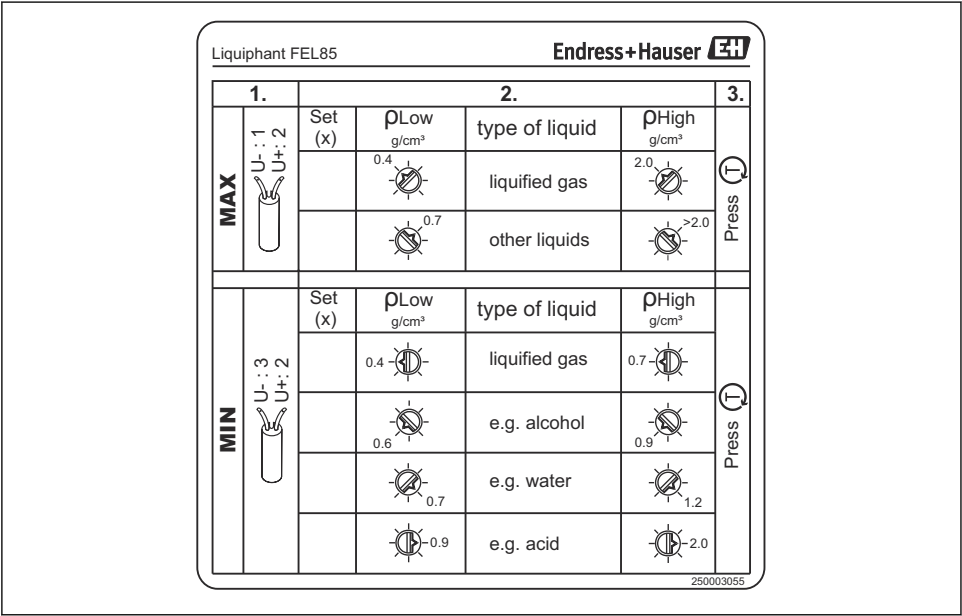 Liquiphant FEL85
Endress+Hauser EH
1. 2. 3.
MAX
U- : 1
U+: 2
Set
(x)
ρLow
g/cm³
type of liquid
ρHigh
g/cm³
0.4
liquified gas
2.0
0.7
other liquids
>2.0
Press T
MIN
U- : 3
U+: 2
Set
(x)
ρLow
g/cm³
type of liquid
ρHigh
g/cm³
0.4
liquified gas
0.7
0.6
e.g. alcohol
0.9
0.7
e.g. water
1.2
0.9
e.g. acid
2.0
Press T
250003055